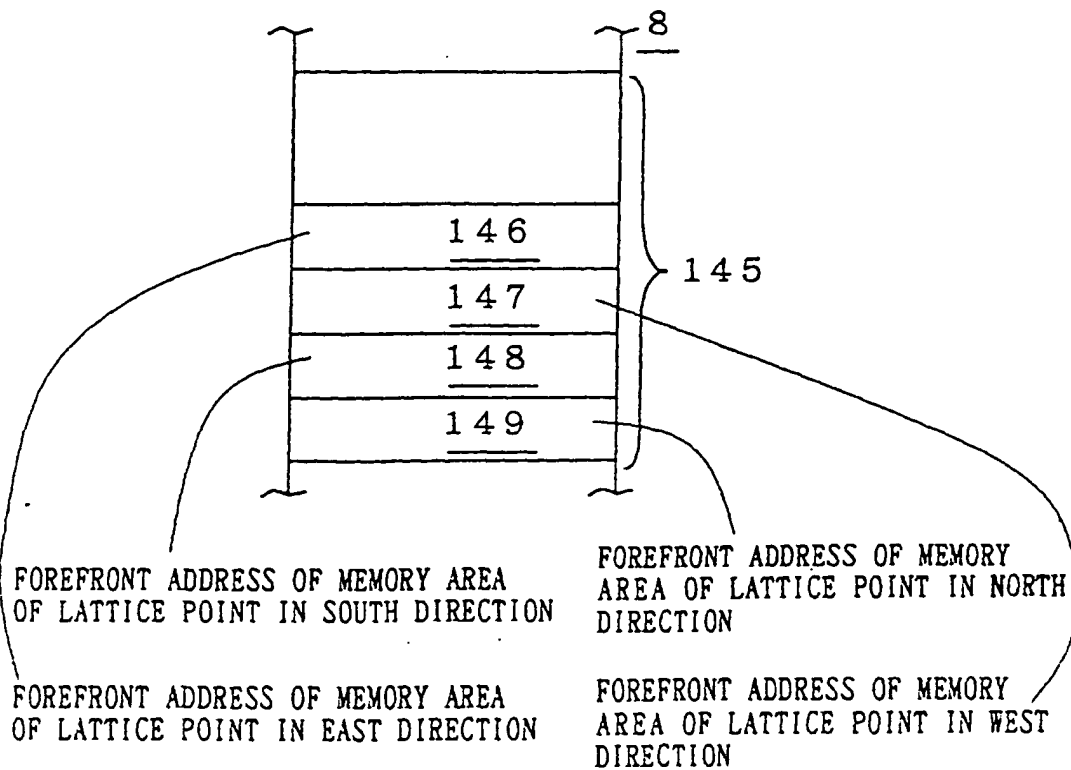 8
146
147
145
148
149
FOREFRONT ADDRESS OF MEMORY AREA
OF LATTICE POINT IN SOUTH DIRECTION
FOREFRONT ADDRESS OF MEMORY
AREA OF LATTICE POINT IN NORTH
DIRECTION
FOREFRONT ADDRESS OF MEMORY AREA
OF LATTICE POINT IN EAST DIRECTION
FOREFRONT ADDRESS OF MEMORY
AREA OF LATTICE POINT IN WEST
DIRECTION